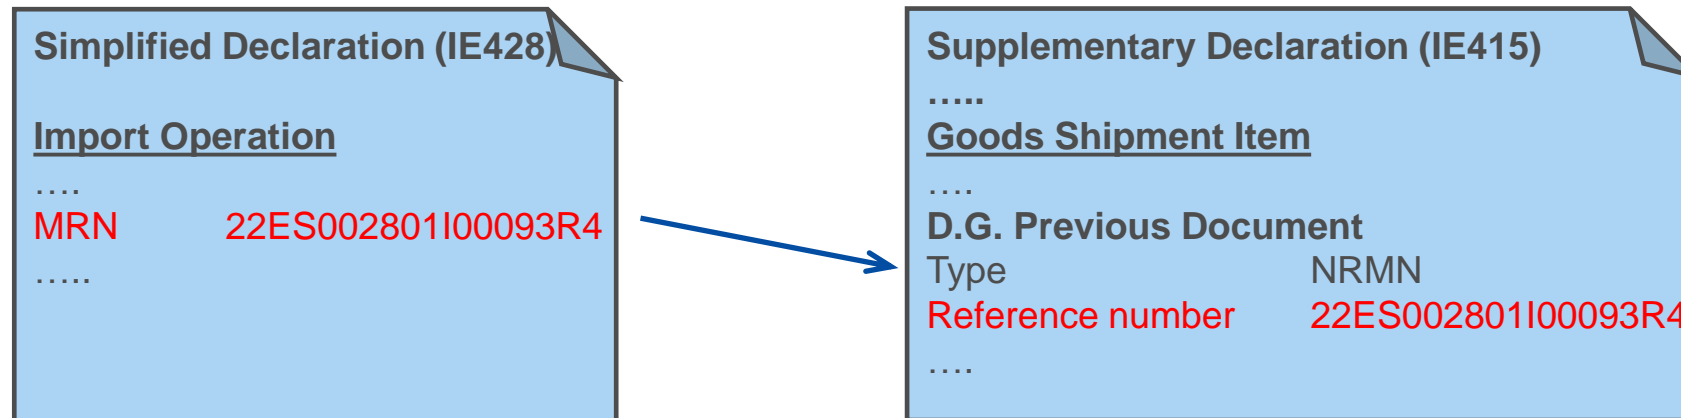 Simplified Declaration (IE428)
Import Operation
….
MRN 22ES002801I00093R4
…..
Supplementary Declaration (IE415)
…..
Goods Shipment Item
….
D.G. Previous Document
Type NRMN
Reference number 22ES002801I00093R4
….